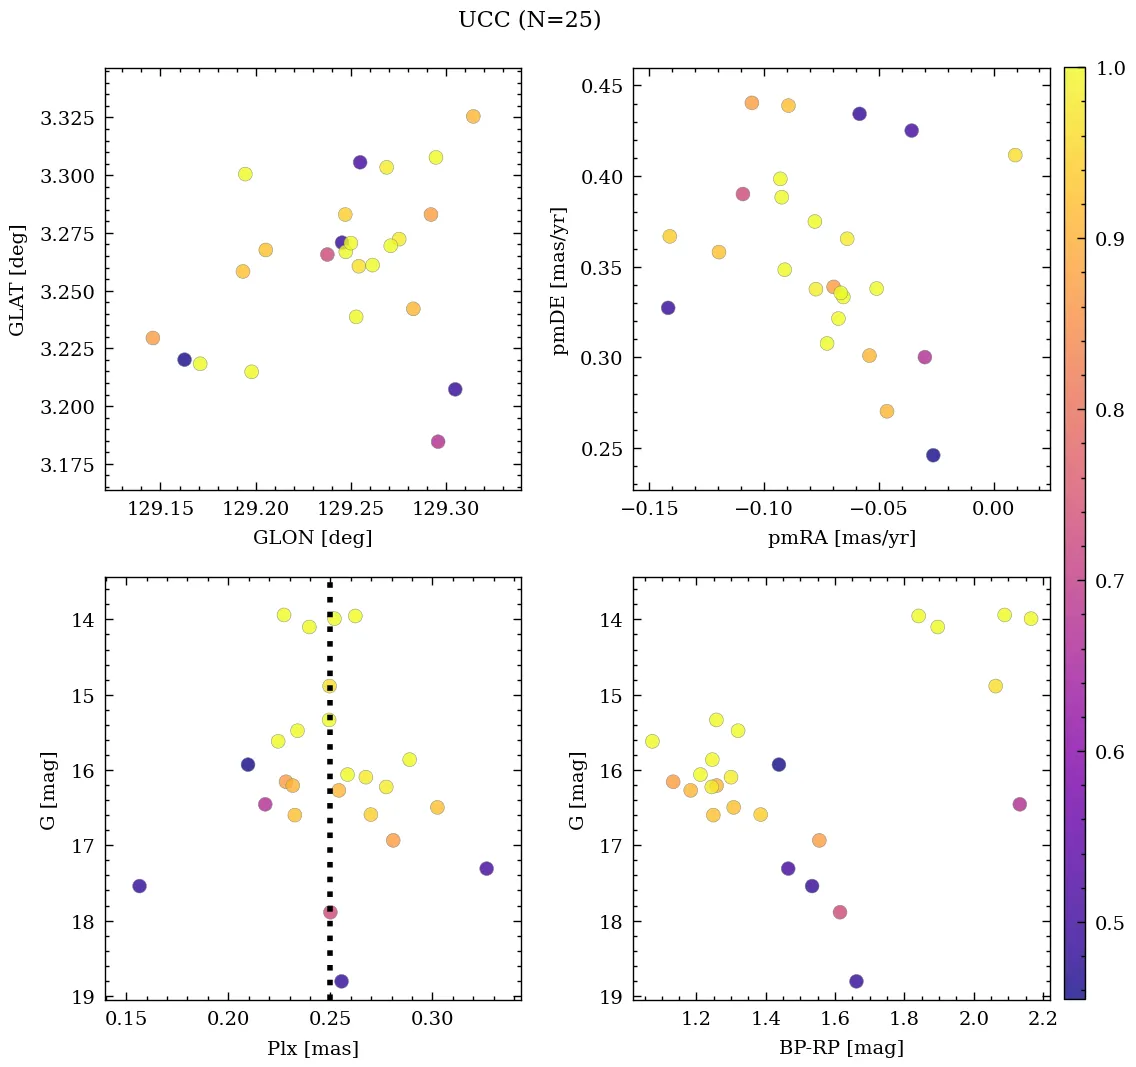 UCC (N=25)
3.325
3.300
3.275
3.250
3.225
3.200
3.175
GLAT [deg]
129.15 129.20 129.25 129.30
GLON [deg]
0.45
0.40
0.35
0.30
0.25
pmDE [mas/yr]
−0.15 −0.10 −0.05 0.00
pmRA [mas/yr]
14
15
16
17
18
19
G [mag]
0.15 0.20 0.25 0.30
Plx [mas]
14
15
16
17
18
19
G [mag]
1.2 1.4 1.6 1.8 2.0 2.2
BP-RP [mag]
1.0
0.9
0.8
0.7
0.6
0.5